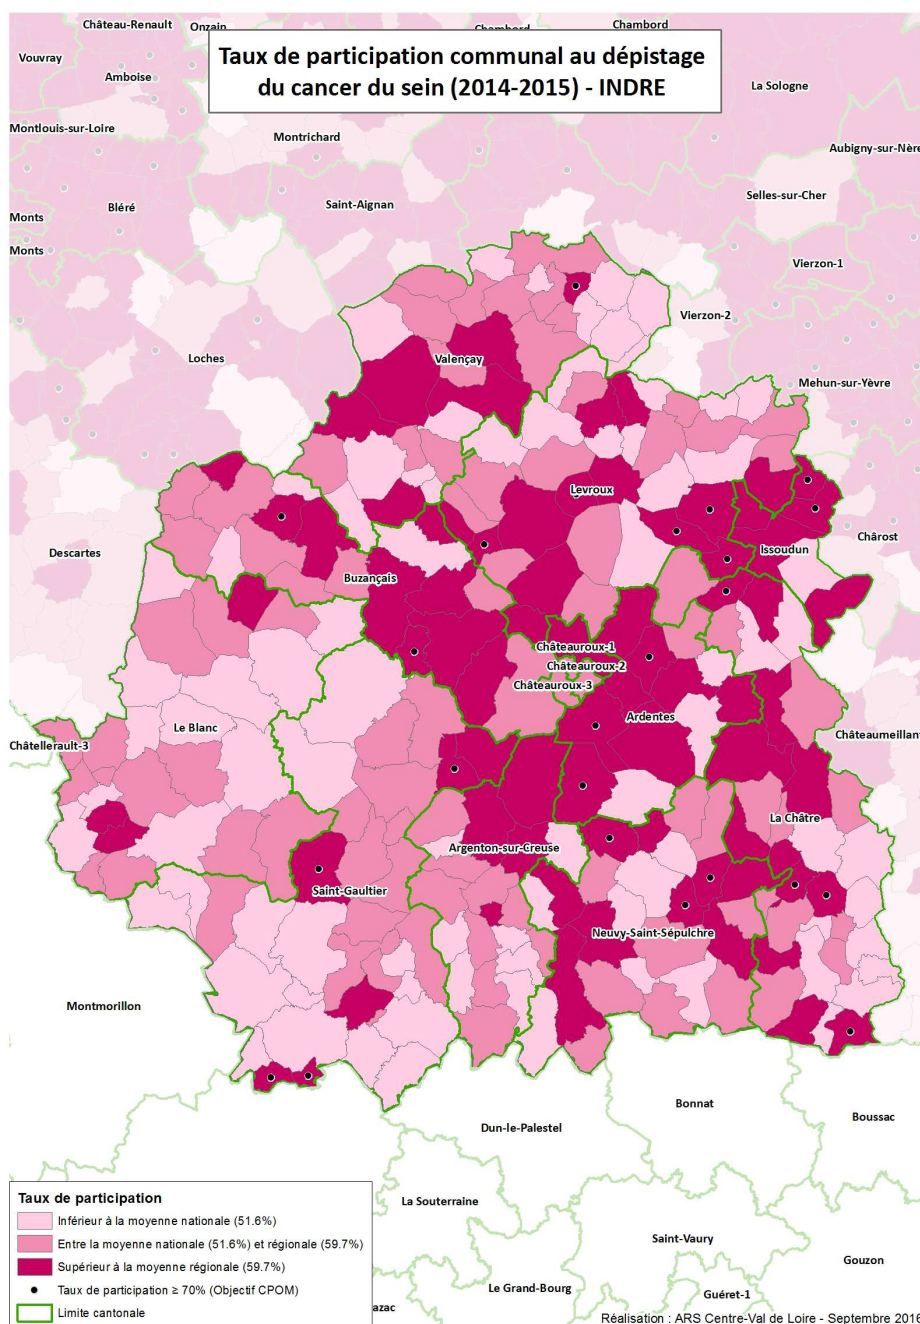 Château-Renault
Onzain
Chambord
Chambord
Taux de participation communal au dépistage
du cancer du sein (2014-2015) - INDRE
Vouvray
Amboise
La Sologne
Montlouis-sur-Loire
Montrichard
Aubigny-sur-Nère
Selles-sur-Cher
Bléré
Saint-Aignan
Monts
Monts
Vierzon-1
Vierzon-2
Loches
Valençay
Mehun-sur-Yèvre
Levroux
Descartes
Issoudun
Chârost
Buzançais
Châteauroux-1
Châteauroux-2
Châteauroux-3
Ardentes
Le Blanc
Châtellerault-3
Châteaumeillant
La Châtre
Argenton-sur-Creuse
Saint-Gaultier
Neuvy-Saint-Sépulchre
Montmorillon
Bonnat
Boussac
Dun-le-Palestel
La Souterraine
Saint-Vaury
Gouzon
Le Grand-Bourg
Guéret-1
azac
Taux de participation
Inférieur à la moyenne nationale (51.6%)
Entre la moyenne nationale (51.6%) et régionale (59.7%)
Supérieur à la moyenne régionale (59.7%)
Taux de participation ≥ 70% (Objectif CPOM)
Limite cantonale
Réalisation : ARS Centre-Val de Loire - Septembre 2016